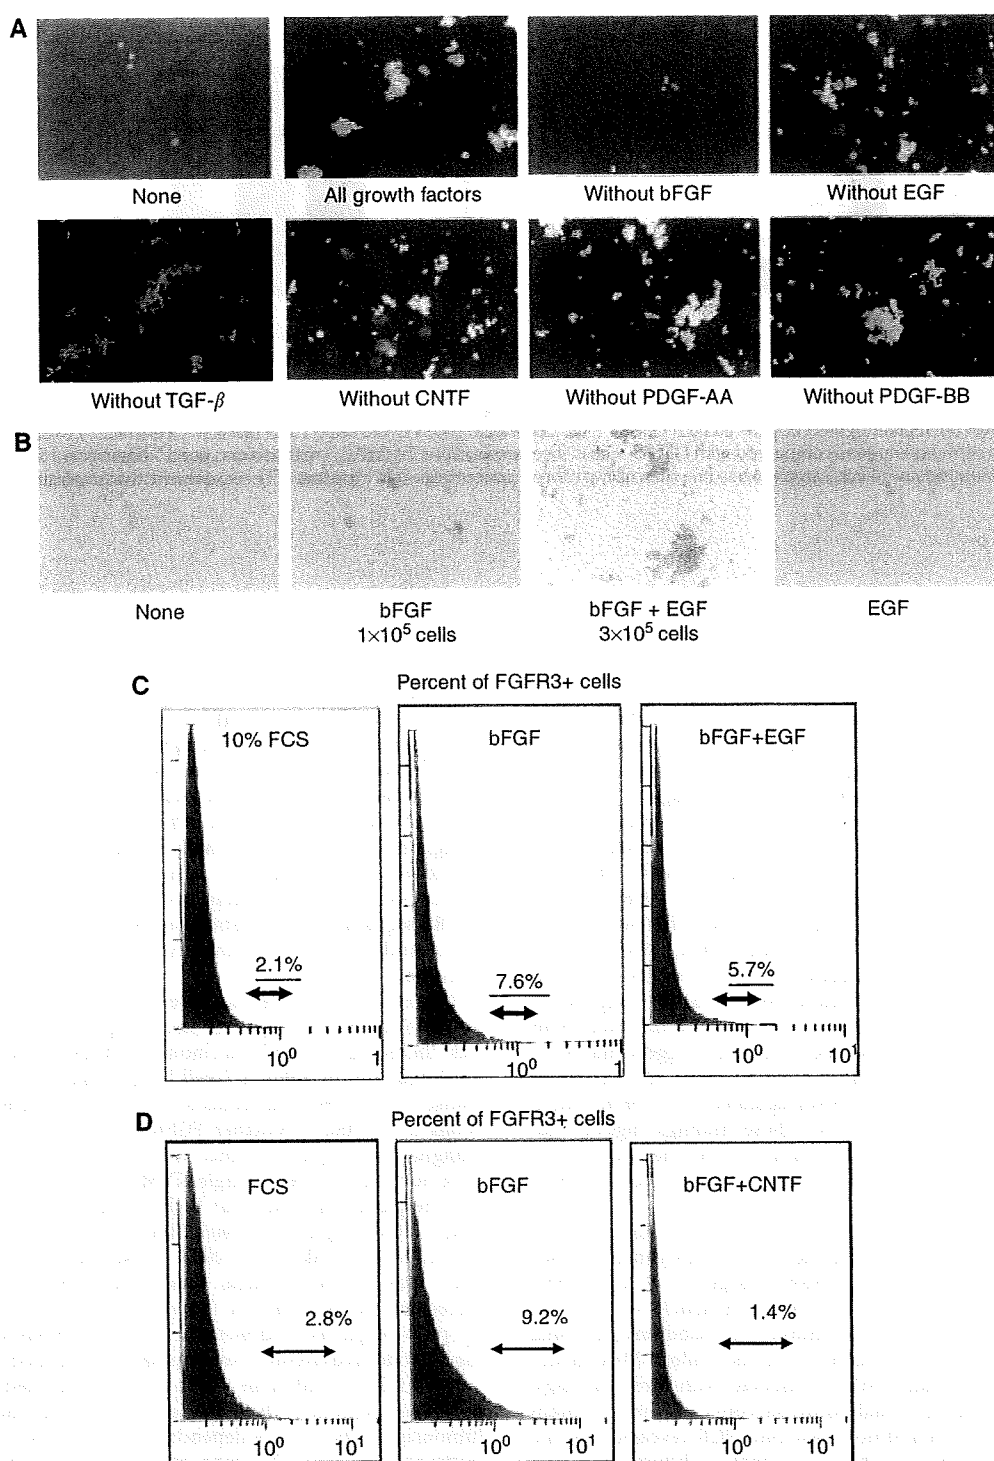 A
None
All growth factors
Without bFGF
Without EGF
Without TGF-β
Without CNTF
Without PDGF-AA
Without PDGF-BB
B
None
bFGF
1×10⁵ cells
bFGF + EGF
3×10⁵ cells
EGF
C
Percent of FGFR3+ cells
10% FCS
bFGF
bFGF+EGF
2.1%
7.6%
5.7%
10⁰
1
10⁰
1
10⁰
10¹
D
Percent of FGFR3+ cells
FCS
bFGF
bFGF+CNTF
2.8%
9.2%
1.4%
10⁰
10¹
10⁰
10¹
10⁰
10¹